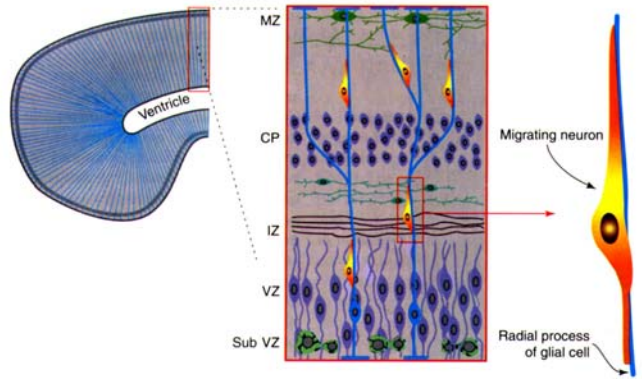 MZ
Ventricle
CP
Migrating neuron
IZ
VZ
Sub VZ
Radial process
of glial cell